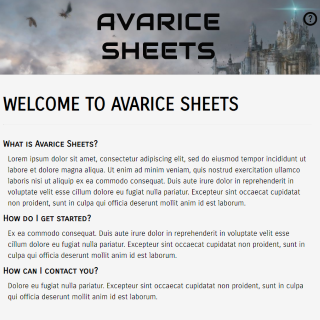 AVARICE
SHEETS
?
WELCOME TO AVARICE SHEETS
What is Avarice Sheets?
Lorem ipsum dolor sit amet, consectetur adipiscing elit, sed do eiusmod tempor incididunt ut
labore et dolore magna aliqua. Ut enim ad minim veniam, quis nostrud exercitation ullamco
laboris nisi ut aliquip ex ea commodo consequat. Duis aute irure dolor in reprehenderit in
voluptate velit esse cillum dolore eu fugiat nulla pariatur. Excepteur sint occaecat cupidatat
non proident, sunt in culpa qui officia deserunt mollit anim id est laborum.
How do I get started?
Ex ea commodo consequat. Duis aute irure dolor in reprehenderit in voluptate velit esse
cillum dolore eu fugiat nulla pariatur. Excepteur sint occaecat cupidatat non proident, sunt in
culpa qui officia deserunt mollit anim id est laborum.
How can I contact you?
Dolore eu fugiat nulla pariatur. Excepteur sint occaecat cupidatat non proident, sunt in culpa
qui officia deserunt mollit anim id est laborum.